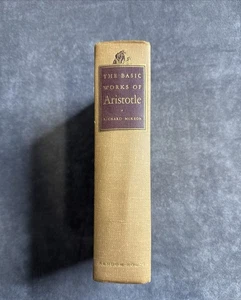 THE BASIC
WORKS OF
Aristotle
RICHARD McKEON